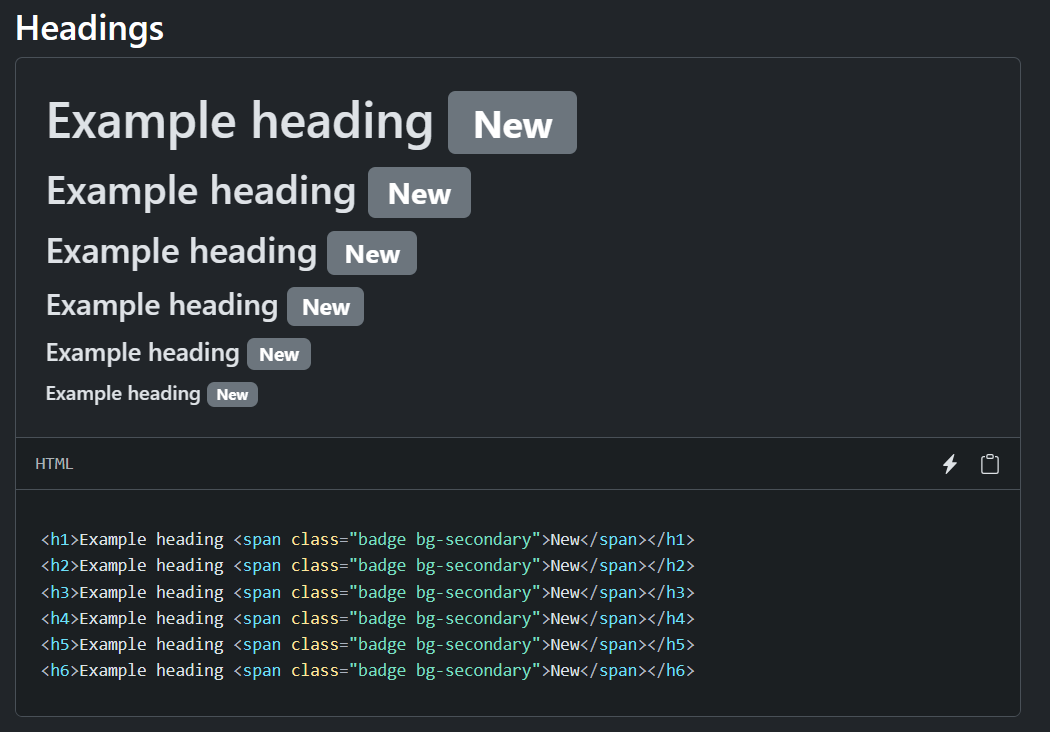 Headings
Example heading New
Example heading New
Example heading New
Example heading New
Example heading New
Example heading New
HTML
<h1>Example heading <span class="badge bg-secondary">New</span></h1>
<h2>Example heading <span class="badge bg-secondary">New</span></h2>
<h3>Example heading <span class="badge bg-secondary">New</span></h3>
<h4>Example heading <span class="badge bg-secondary">New</span></h4>
<h5>Example heading <span class="badge bg-secondary">New</span></h5>
<h6>Example heading <span class="badge bg-secondary">New</span></h6>